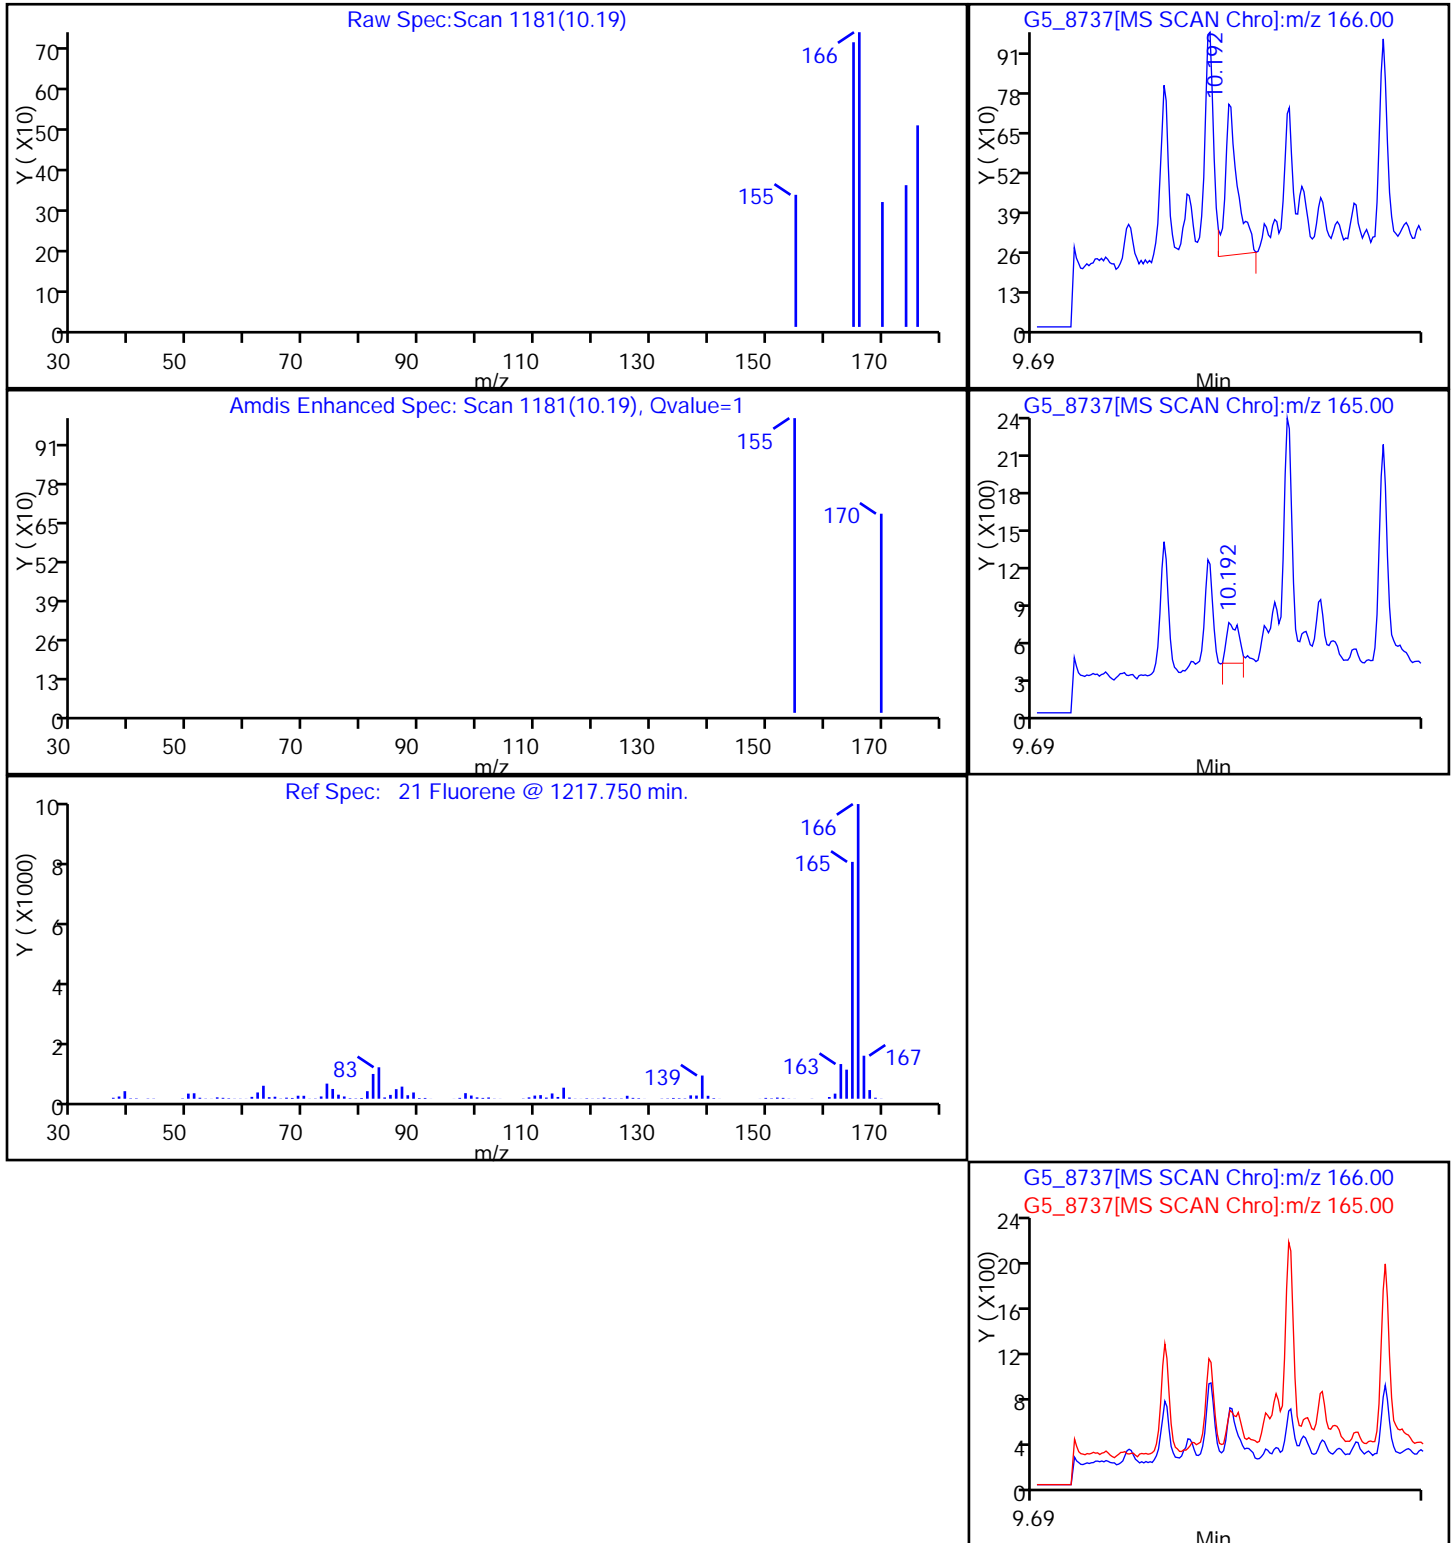 Raw Spec:Scan 1181(10.19)
70
60
50
40
30
20
10
0
Y ( X10)
166
155
30 50 70 90 110 130 150 170
m/z
G5_8737[MS SCAN Chro]:m/z 166.00
91
78
65
52
39
26
13
0
Y ( X10)
10.192
9.69
Min
Amdis Enhanced Spec: Scan 1181(10.19), Qvalue=1
91
78
65
52
39
26
13
0
Y ( X10)
155
170
30 50 70 90 110 130 150 170
m/z
G5_8737[MS SCAN Chro]:m/z 165.00
24
21
18
15
12
9
6
3
0
Y ( X100)
10.192
9.69
Min
Ref Spec: 21 Fluorene @ 1217.750 min.
10
8
6
4
2
0
Y ( X1000)
166
165
83
139
163
167
30 50 70 90 110 130 150 170
m/z
G5_8737[MS SCAN Chro]:m/z 166.00
G5_8737[MS SCAN Chro]:m/z 165.00
24
20
16
12
8
4
0
Y ( X100)
9.69
Min